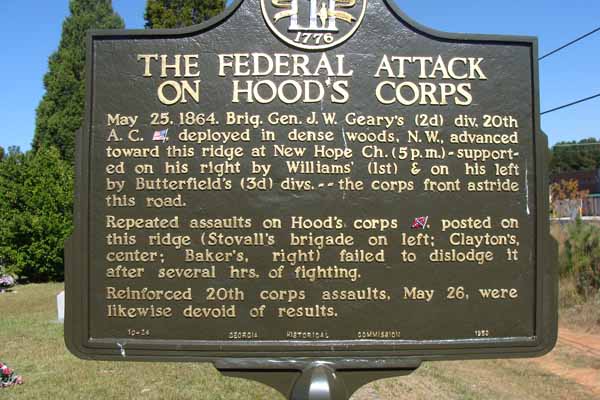 1776
THE FEDERAL ATTACK
ON HOOD'S CORPS
May 25, 1864. Brig. Gen. J. W. Geary's (2d) div. 20th
A. C. deployed in dense woods, N.W., advanced
toward this ridge at New Hope Ch. (5 p.m.) - support-
ed on his right by Williams' (1st) & on his left
by Butterfield's (3d) divs. -- the corps front astride
this road.
Repeated assaults on Hood's corps posted on
this ridge (Stovall's brigade on left; Clayton's,
center; Baker's, right) failed to dislodge it
after several hrs. of fighting.
Reinforced 20th corps assaults, May 26, were
likewise devoid of results.
GEORGIA HISTORICAL COMMISSION